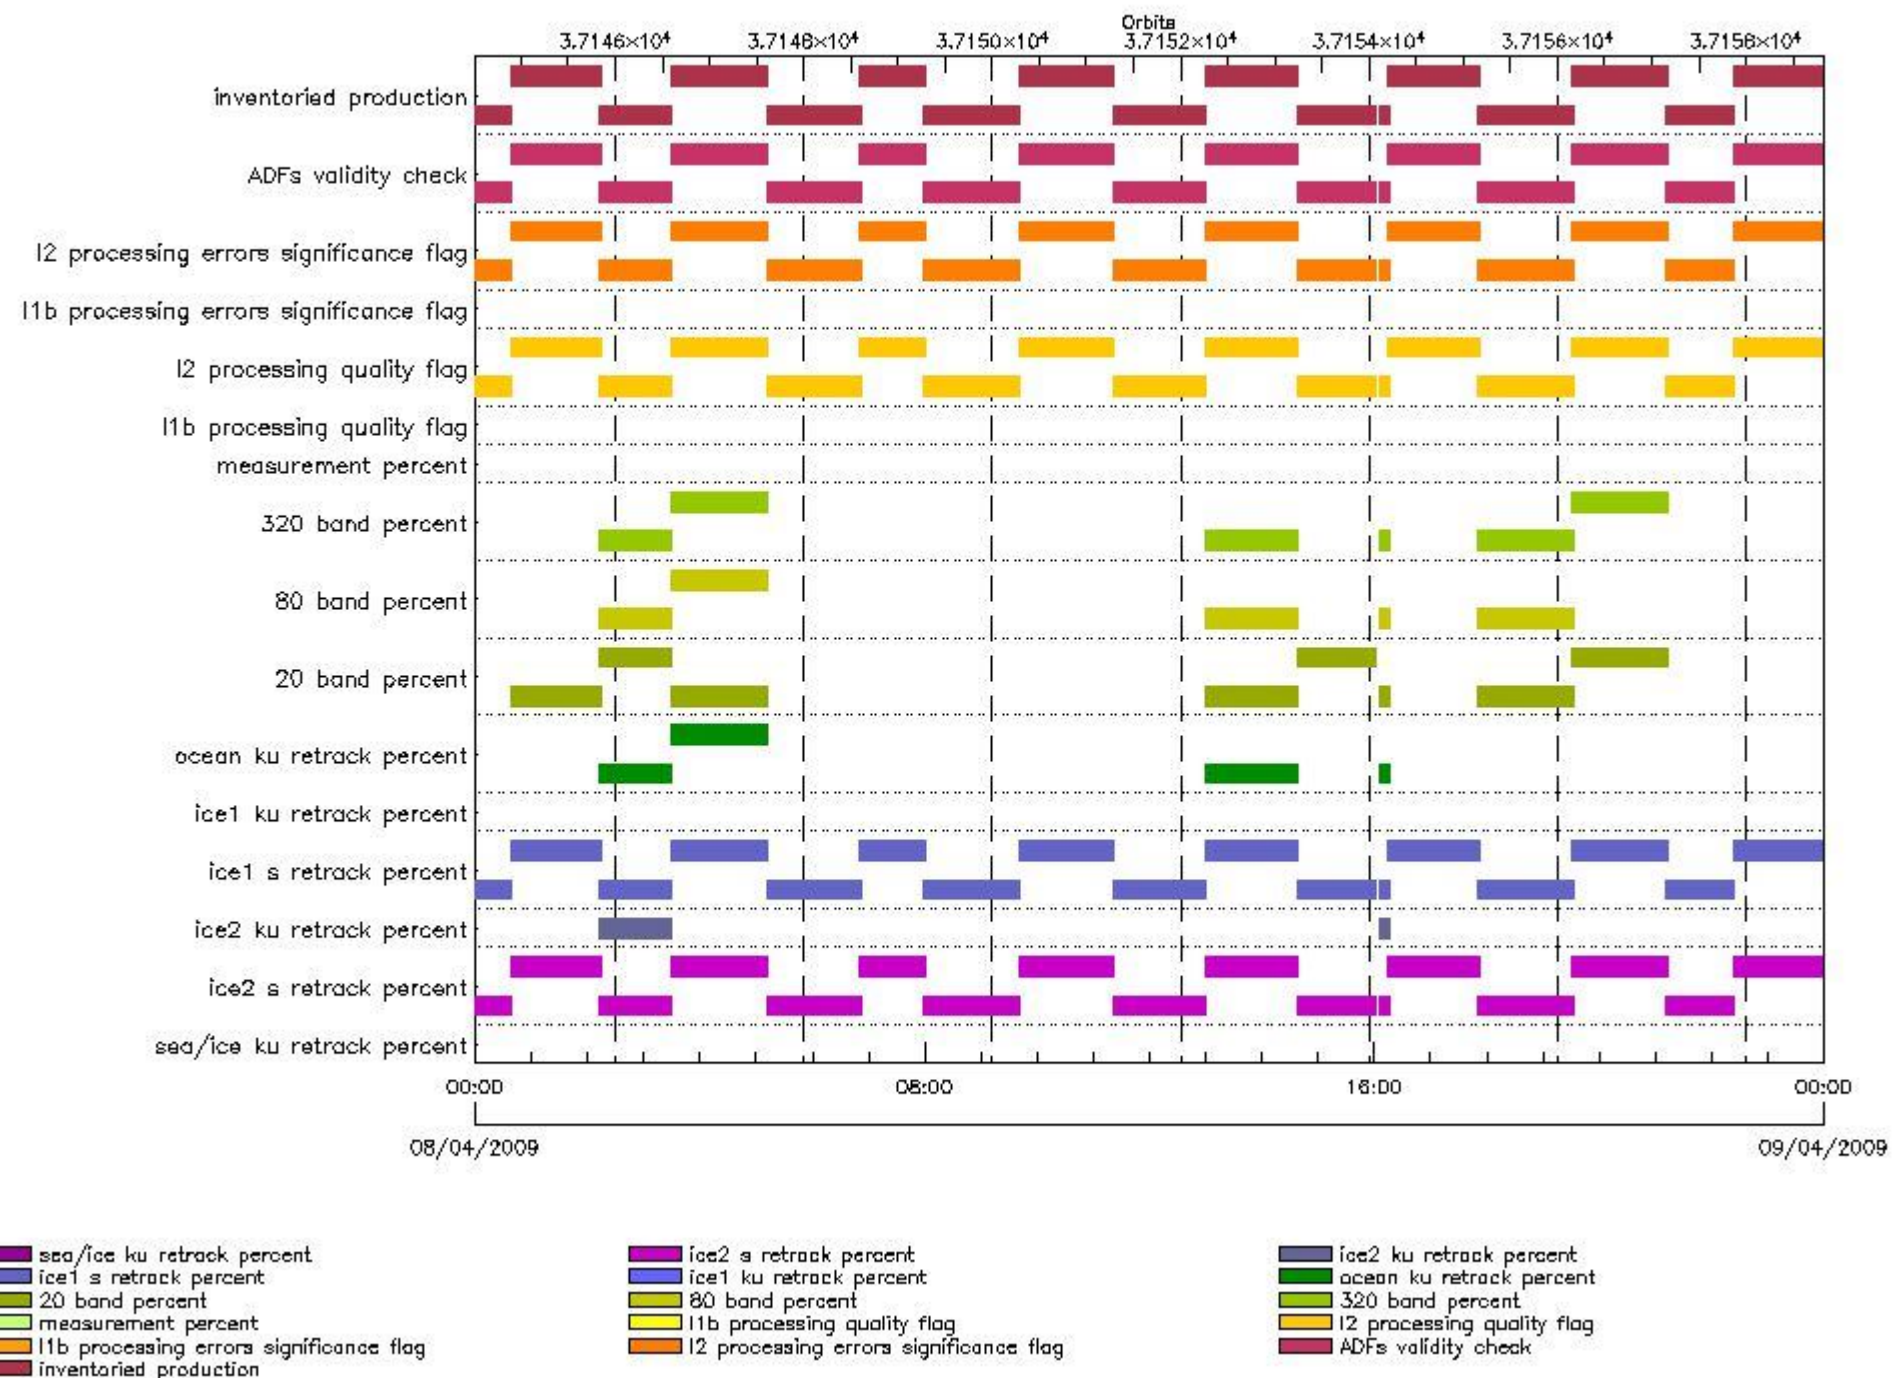 Orbits
3.7146×10⁴ 3.7148×10⁴ 3.7150×10⁴ 3.7152×10⁴ 3.7154×10⁴ 3.7156×10⁴ 3.7158×10⁴
inventoried production
ADFs validity check
l2 processing errors significance flag
l1b processing errors significance flag
l2 processing quality flag
l1b processing quality flag
measurement percent
320 band percent
80 band percent
20 band percent
ocean ku retrack percent
ice1 ku retrack percent
ice1 s retrack percent
ice2 ku retrack percent
ice2 s retrack percent
sea/ice ku retrack percent
00:00 08:00 16:00 00:00
08/04/2009 09/04/2009
sea/ice ku retrack percent ice2 s retrack percent ice2 ku retrack percent
ice1 s retrack percent ice1 ku retrack percent ocean ku retrack percent
20 band percent 80 band percent 320 band percent
measurement percent l1b processing quality flag l2 processing quality flag
l1b processing errors significance flag l2 processing errors significance flag ADFs validity check
inventoried production